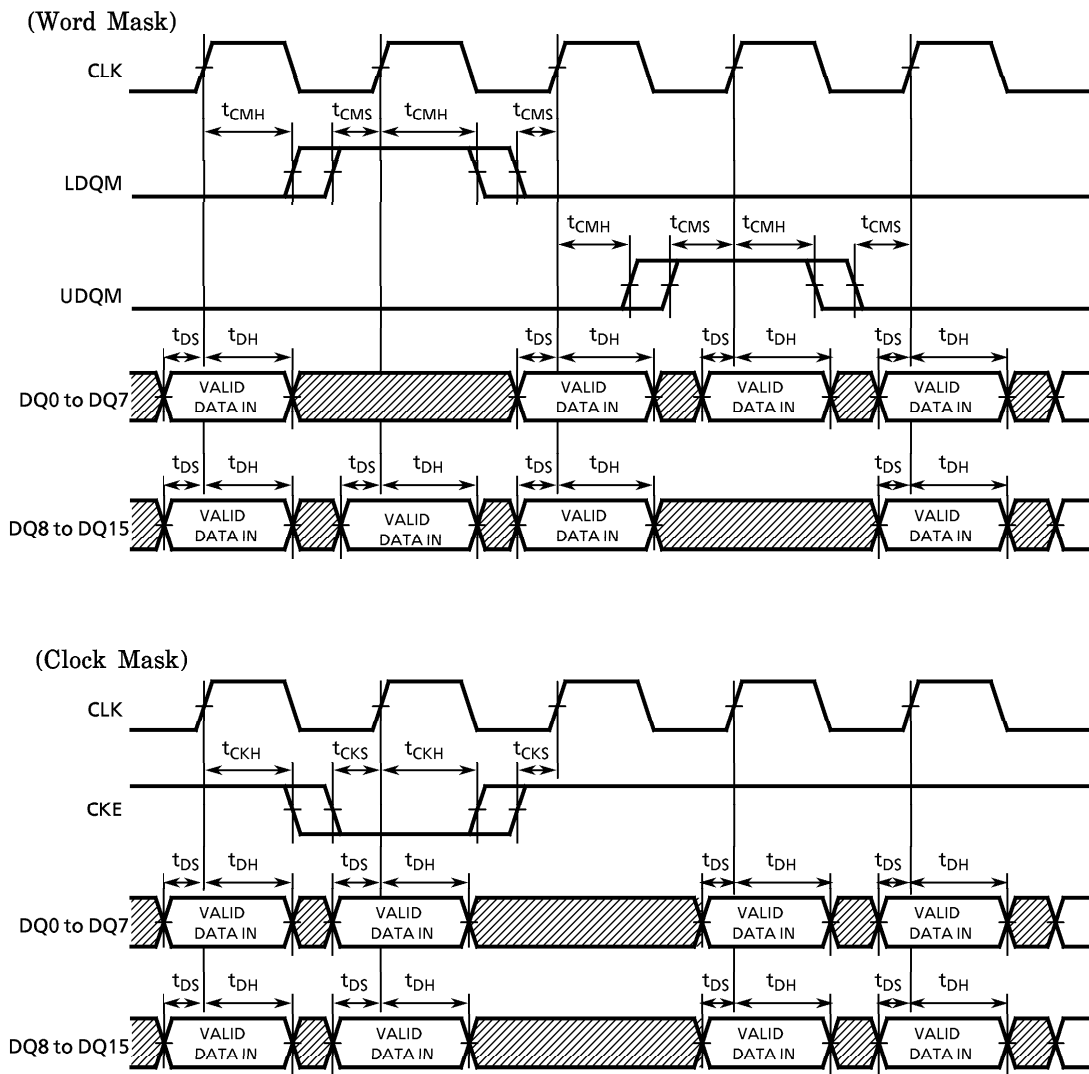 (Word Mask)
CLK
tCMH tCMS tCMH tCMS
LDQM
tCMH tCMS tCMH tCMS
UDQM
tDS tDH tDS tDH tDS tDH tDS tDH
DQ0 to DQ7
VALID DATA IN
VALID DATA IN
VALID DATA IN
VALID DATA IN
tDS tDH tDS tDH tDS tDH tDS tDH
DQ8 to DQ15
VALID DATA IN
VALID DATA IN
VALID DATA IN
VALID DATA IN
(Clock Mask)
CLK
tCKH tCKS tCKH tCKS
CKE
tDS tDH tDS tDH tDS tDH tDS tDH
DQ0 to DQ7
VALID DATA IN
VALID DATA IN
VALID DATA IN
VALID DATA IN
tDS tDH tDS tDH tDS tDH tDS tDH
DQ8 to DQ15
VALID DATA IN
VALID DATA IN
VALID DATA IN
VALID DATA IN